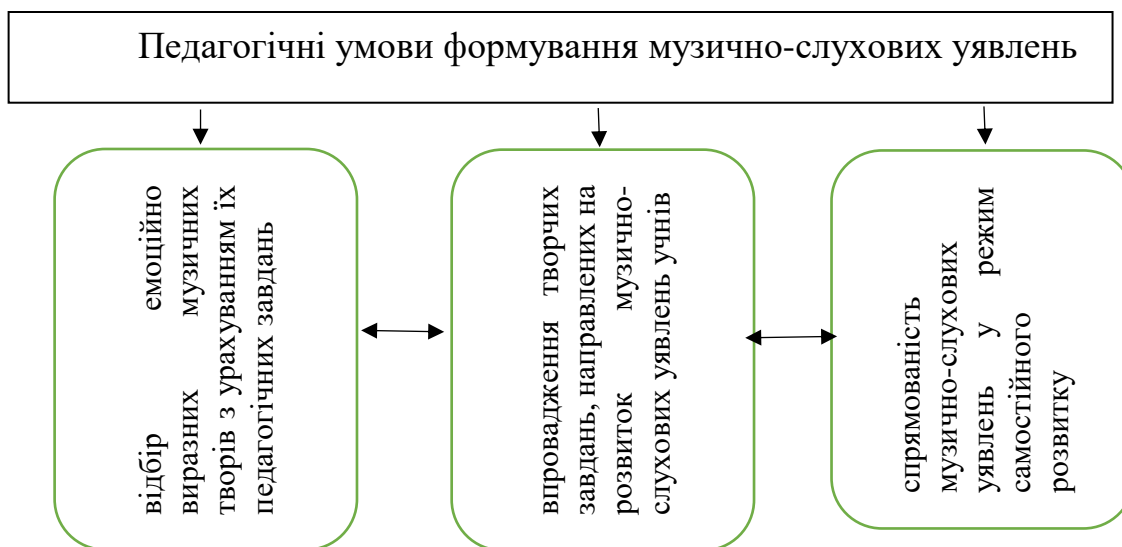 Педагогічні умови формування музично-слухових уявлень
відбір емоційно
виразних музичних
творів з урахуванням їх
педагогічних завдань
впровадження творчих
завдань, направлених на
розвиток музично-
слухових уявлень учнів
спрямованість
музично-слухових
уявлень у режим
самостійного
розвитку